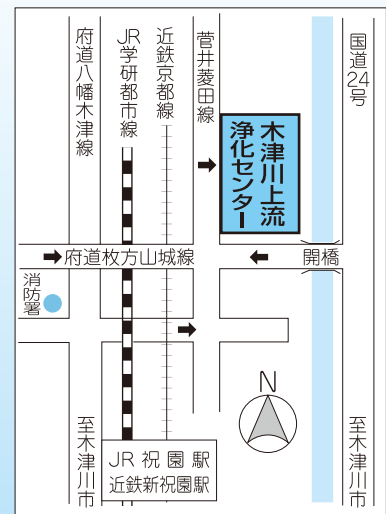 府道八幡木津線
JR学研都市線
近鉄京都線
菅井菱田線
国道24号
木津川上流
浄化センター
府道枚方山城線
開橋
消防署
N
至木津川市
JR祝園駅
近鉄新祝園駅
至木津川市